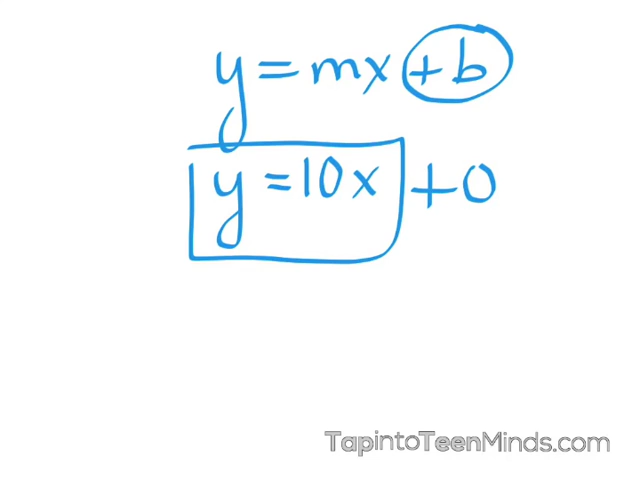 y = mx + b
y = 10x + 0
TapintoTeenMinds.com